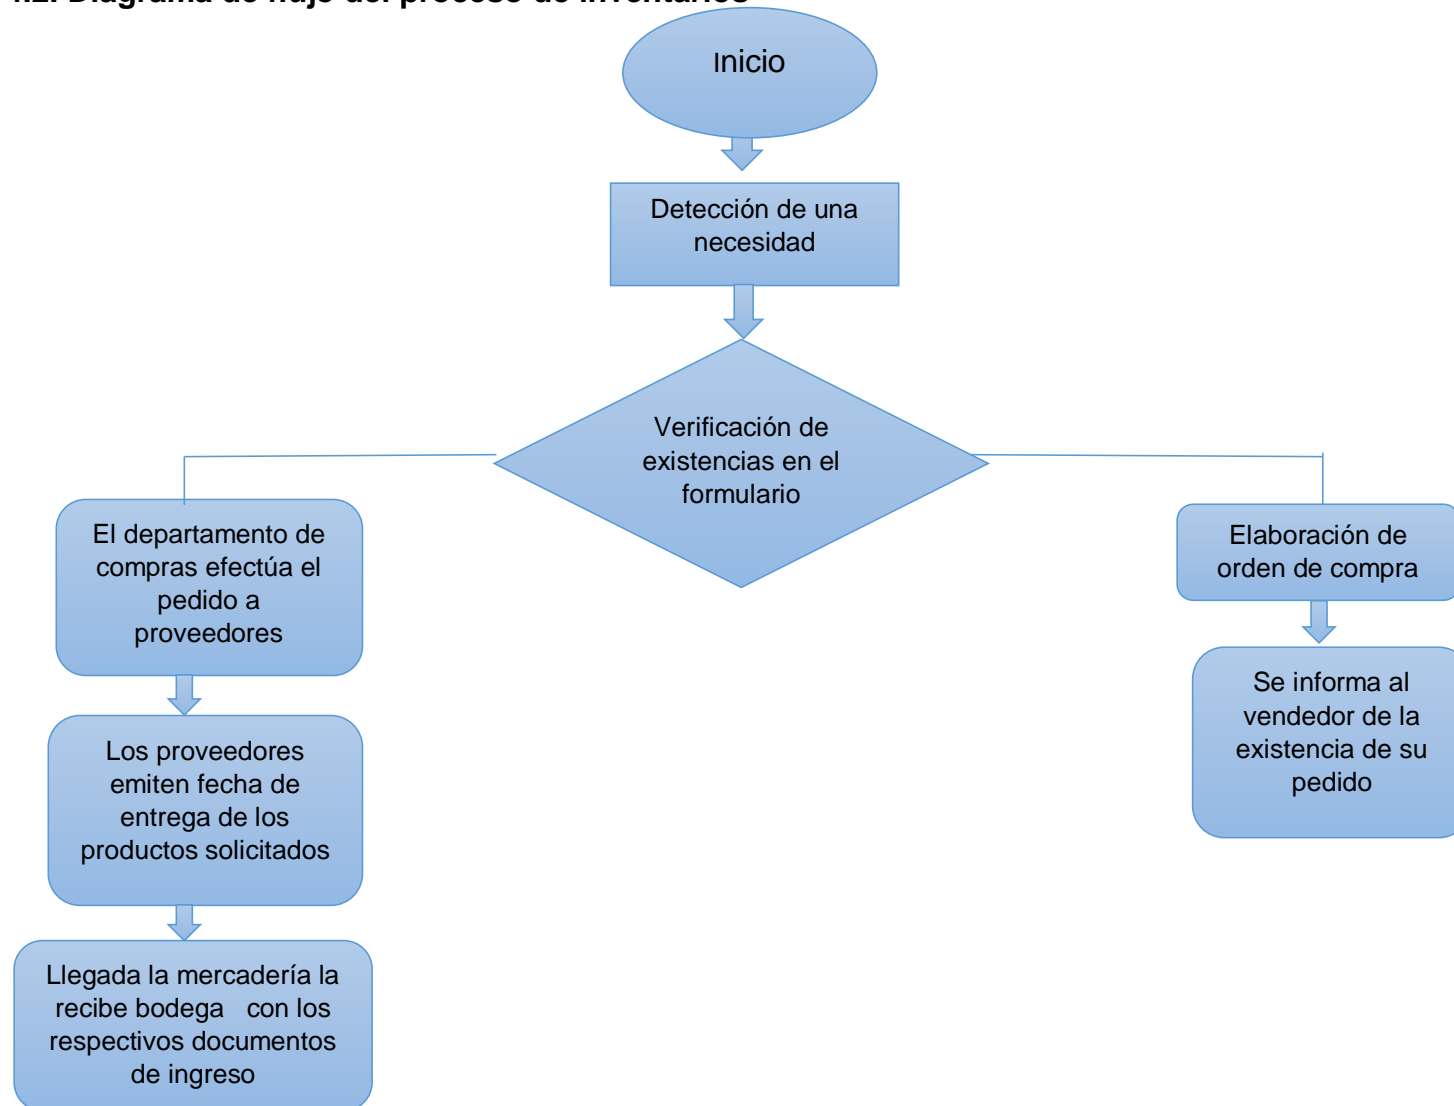 Inicio
Detección de una
necesidad
Verificación de
existencias en el
formulario
El departamento de
compras efectúa el
pedido a
proveedores
Los proveedores
emiten fecha de
entrega de los
productos solicitados
Llegada la mercadería la
recibe bodega con los
respectivos documentos
de ingreso
Elaboración de
orden de compra
Se informa al
vendedor de la
existencia de su
pedido